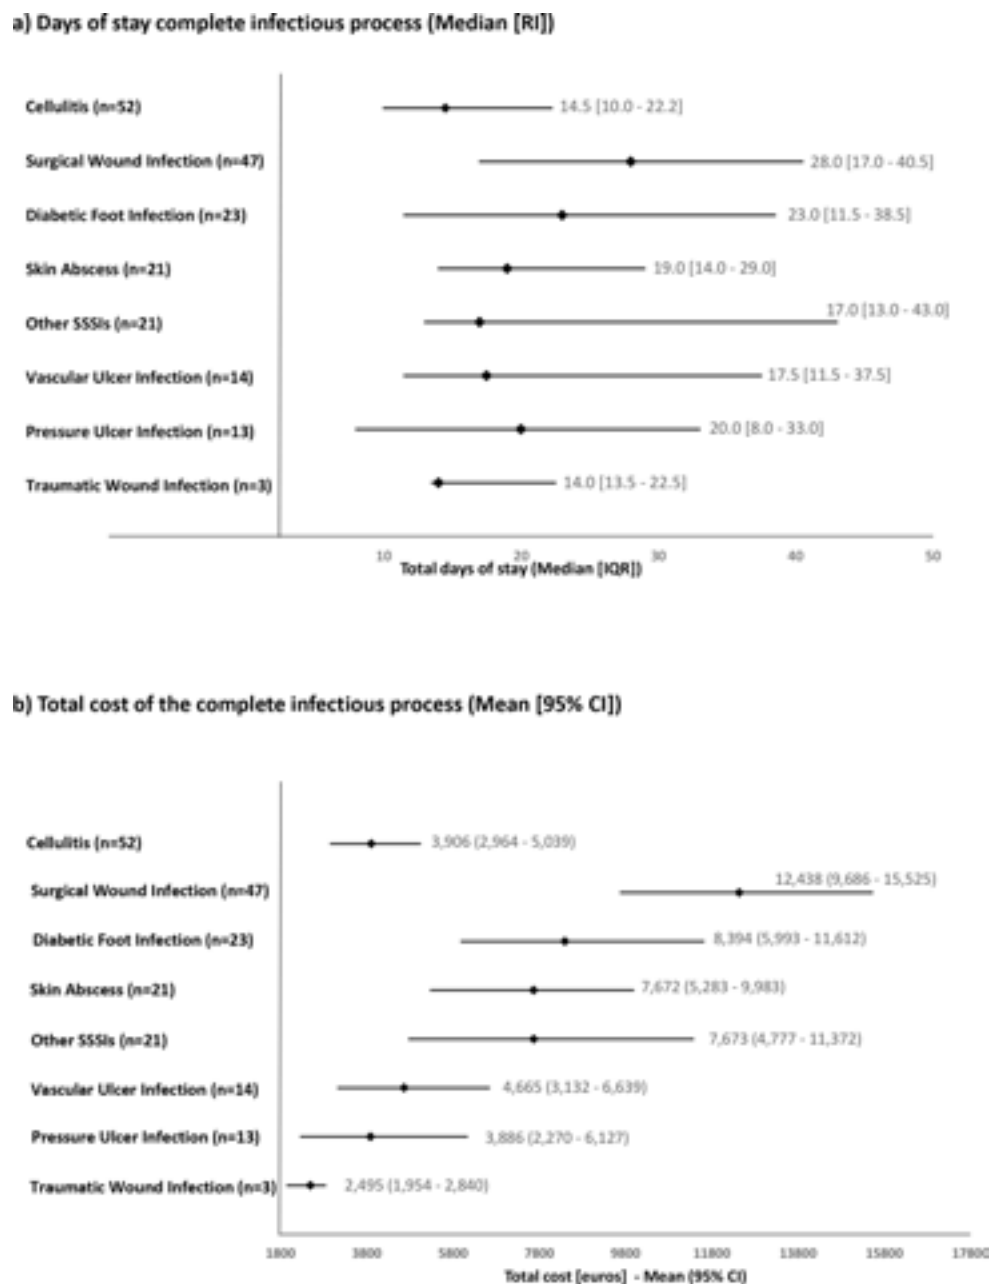 a) Days of stay complete infectious process (Median [RI])
Cellulitis (n=52) 14.5 [10.0 - 22.2]
Surgical Wound Infection (n=47) 28.0 [17.0 - 40.5]
Diabetic Foot Infection (n=23) 23.0 [11.5 - 38.5]
Skin Abscess (n=21) 19.0 [14.0 - 29.0]
Other SSSIs (n=21) 17.0 [13.0 - 43.0]
Vascular Ulcer Infection (n=14) 17.5 [11.5 - 37.5]
Pressure Ulcer Infection (n=13) 20.0 [8.0 - 33.0]
Traumatic Wound Infection (n=3) 14.0 [13.5 - 22.5]
10 20 30 40 50
Total days of stay (Median [IQR])
b) Total cost of the complete infectious process (Mean [95% CI])
Cellulitis (n=52) 3,906 (2,964 - 5,039)
Surgical Wound Infection (n=47) 12,438 (9,686 - 15,525)
Diabetic Foot Infection (n=23) 8,394 (5,993 - 11,612)
Skin Abscess (n=21) 7,672 (5,283 - 9,983)
Other SSSIs (n=21) 7,673 (4,777 - 11,372)
Vascular Ulcer Infection (n=14) 4,665 (3,132 - 6,639)
Pressure Ulcer Infection (n=13) 3,886 (2,270 - 6,127)
Traumatic Wound Infection (n=3) 2,495 (1,954 - 2,840)
1800 3800 5800 7800 9800 11800 13800 15800 17800
Total cost [euros] - Mean (95% CI)